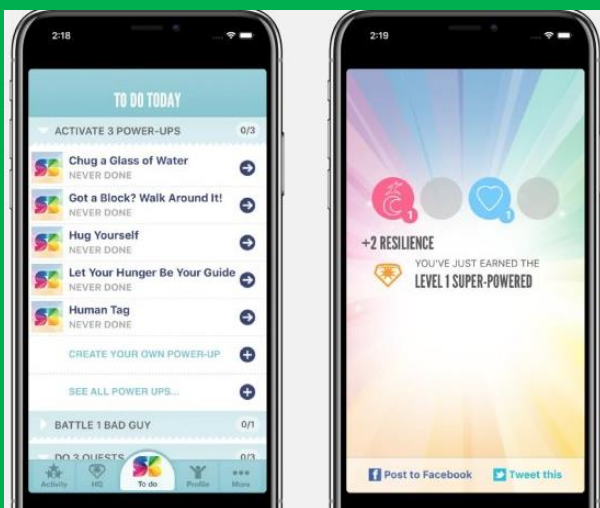 2:18
TO DO TODAY
ACTIVATE 3 POWER-UPS 0/3
Chug a Glass of Water
NEVER DONE
Got a Block? Walk Around It!
NEVER DONE
Hug Yourself
NEVER DONE
Let Your Hunger Be Your Guide
NEVER DONE
Human Tag
NEVER DONE
CREATE YOUR OWN POWER-UP
SEE ALL POWER UPS...
BATTLE 1 BAD GUY 0/1
DO 3 QUESTS 0/3
Activity HQ To do Profile More
2:19
1 1
+2 RESILIENCE
YOU'VE JUST EARNED THE
LEVEL 1 SUPER-POWERED
Post to Facebook Tweet this